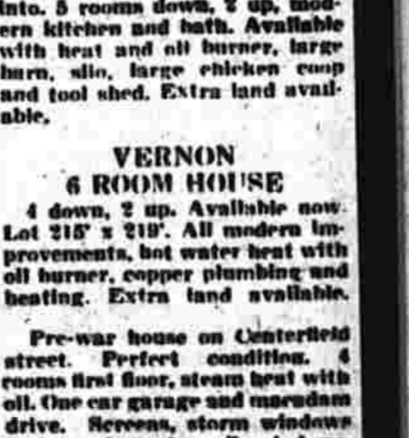 into. 5 rooms down, 2 up, mod-
ern kitchen and bath. Available
with heat and oil burner, large
barn, silo, large chicken coop
and tool shed. Extra land avail-
able.
VERNON
6 ROOM HOUSE
4 down, 2 up. Available now.
Lot 215' x 219'. All modern im-
provements, hot water heat with
oil burner, copper plumbing and
heating. Extra land available.
Pre-war house on Centerfield
street. Perfect condition. 4
rooms first floor, steam heat with
oil. One car garage and macadam
drive. Screens, storm windows